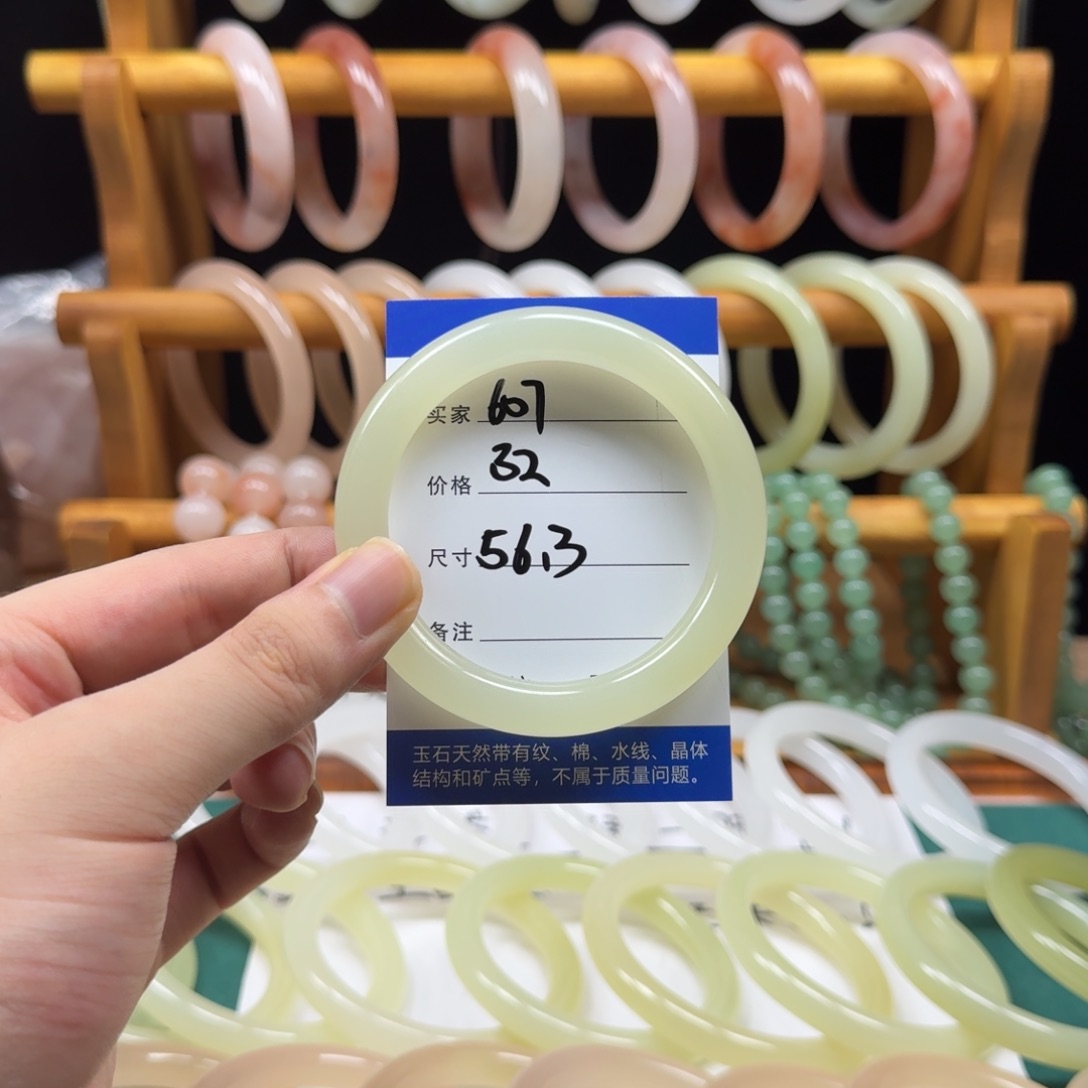 买家 607
价格 32
尺寸 56.3
备注
玉石天然带有纹、棉、水线、晶体
结构和矿点等，不属于质量问题。